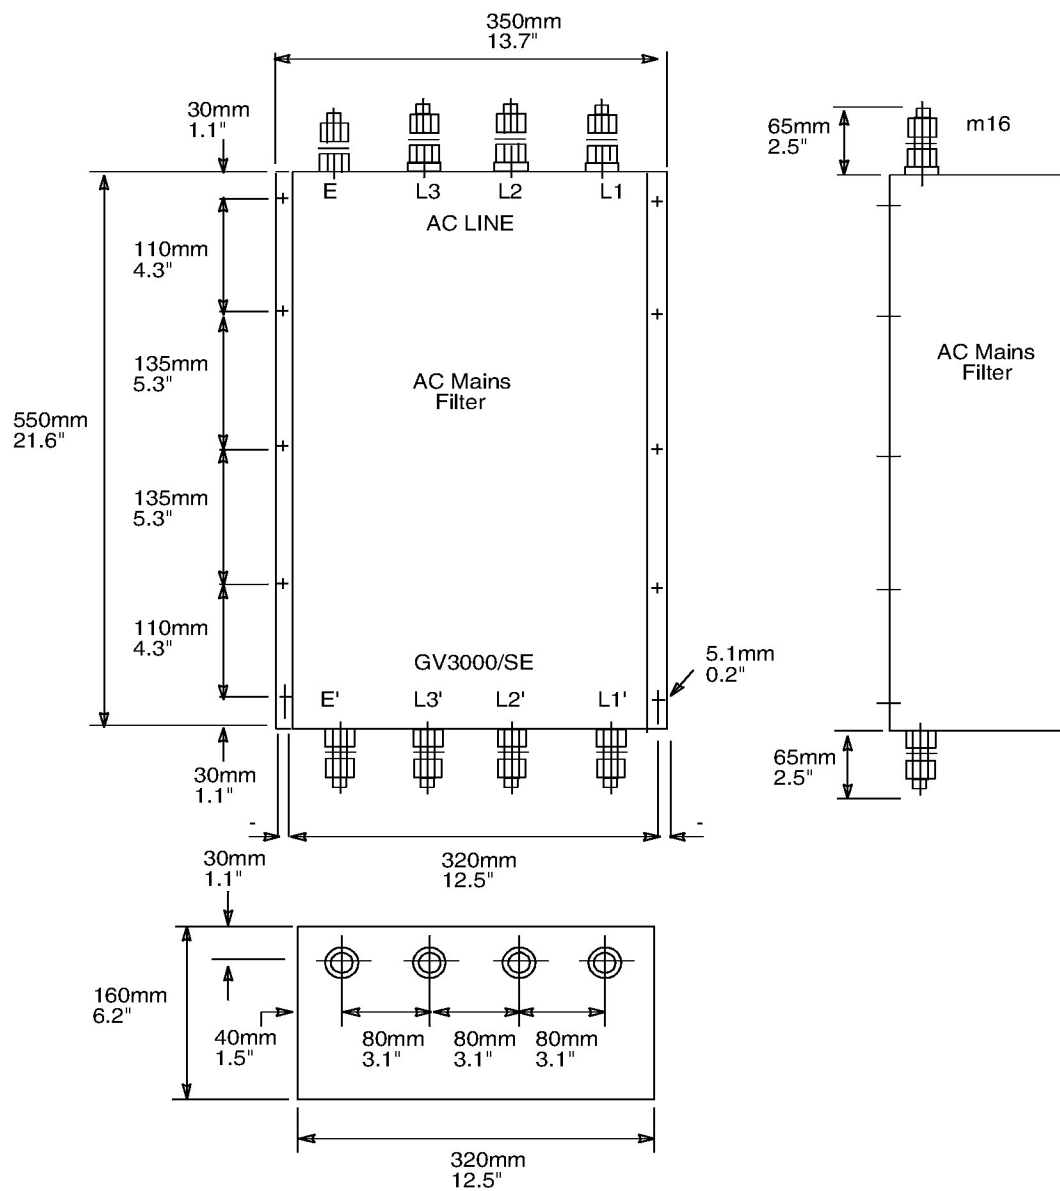 350mm
13.7"
30mm
1.1"
65mm
2.5"
m16
E L3 L2 L1
AC LINE
110mm
4.3"
135mm
5.3"
AC Mains
Filter
AC Mains
Filter
550mm
21.6"
135mm
5.3"
110mm
4.3"
GV3000/SE
5.1mm
0.2"
E' L3' L2' L1'
30mm
1.1"
65mm
2.5"
- -
320mm
12.5"
30mm
1.1"
160mm
6.2"
40mm
1.5"
80mm 80mm 80mm
3.1" 3.1" 3.1"
320mm
12.5"